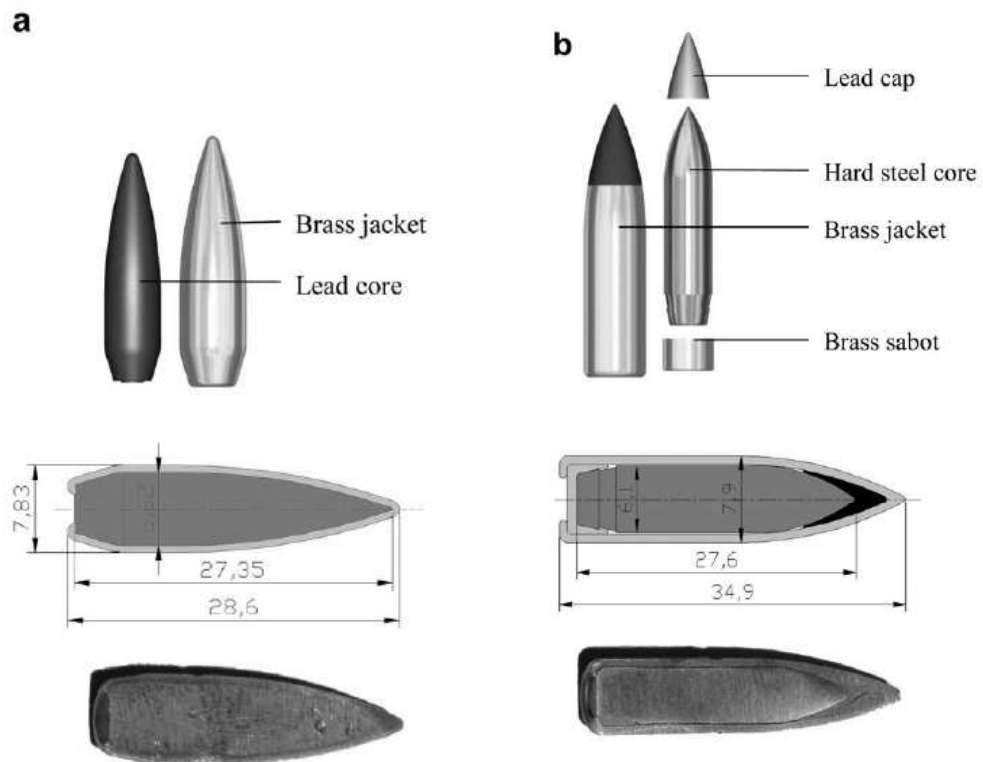 a
Brass jacket
Lead core
7,83
27,35
28,6
b
Lead cap
Hard steel core
Brass jacket
Brass sabot
6,1
7,9
27,6
34,9